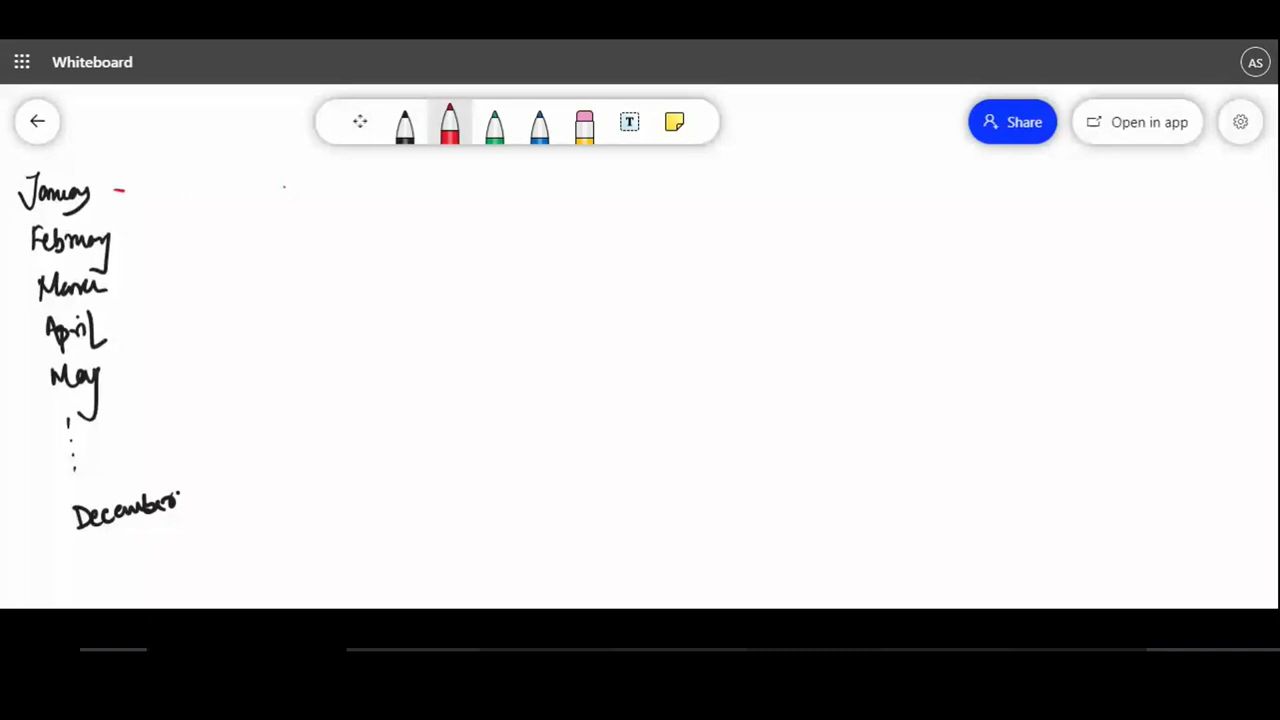 Whiteboard
AS
T
Share
Open in app
January -
February
March
April
May
December